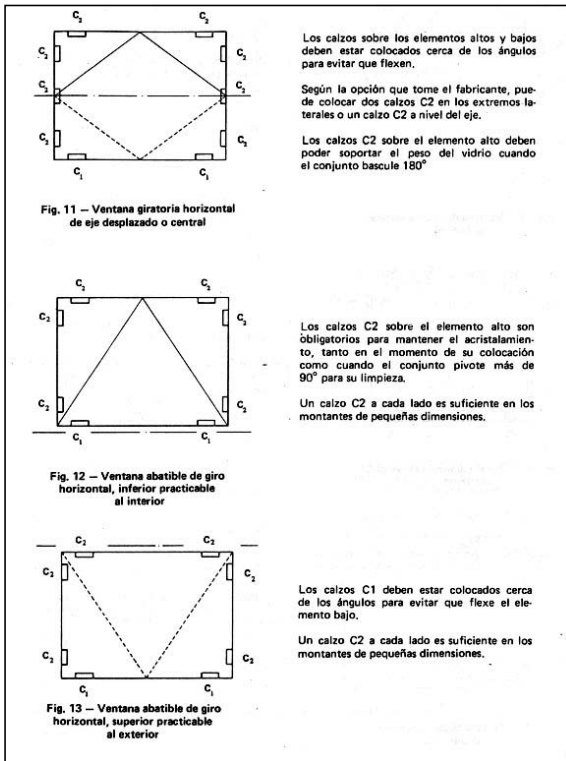 C₂ C₂
C₂ C₂
C₂ C₂
C₂ C₂
C₁ C₁
Fig. 11 — Ventana giratoria horizontal
de eje desplazado o central
Los calzos sobre los elementos altos y bajos
deben estar colocados cerca de los ángulos
para evitar que flexen.
Según la opción que tome el fabricante, pue-
de colocar dos calzos C2 en los extremos la-
terales o un calzo C2 a nivel del eje.
Los calzos C2 sobre el elemento alto deben
poder soportar el peso del vidrio cuando
el conjunto bascule 180°
C₂ C₂
C₂ C₂
C₂ C₂
C₁ C₁
Fig. 12 — Ventana abatible de giro
horizontal, inferior practicable
al interior
Los calzos C2 sobre el elemento alto son
obligatorios para mantener el acristalamien-
to, tanto en el momento de su colocación
como cuando el conjunto pivote más de
90° para su limpieza.
Un calzo C2 a cada lado es suficiente en los
montantes de pequeñas dimensiones.
C₂ C₂
C₂ C₂
C₂ C₂
C₁ C₁
Fig. 13 — Ventana abatible de giro
horizontal, superior practicable
al exterior
Los calzos C1 deben estar colocados cerca
de los ángulos para evitar que flexe el ele-
mento bajo.
Un calzo C2 a cada lado es suficiente en los
montantes de pequeñas dimensiones.